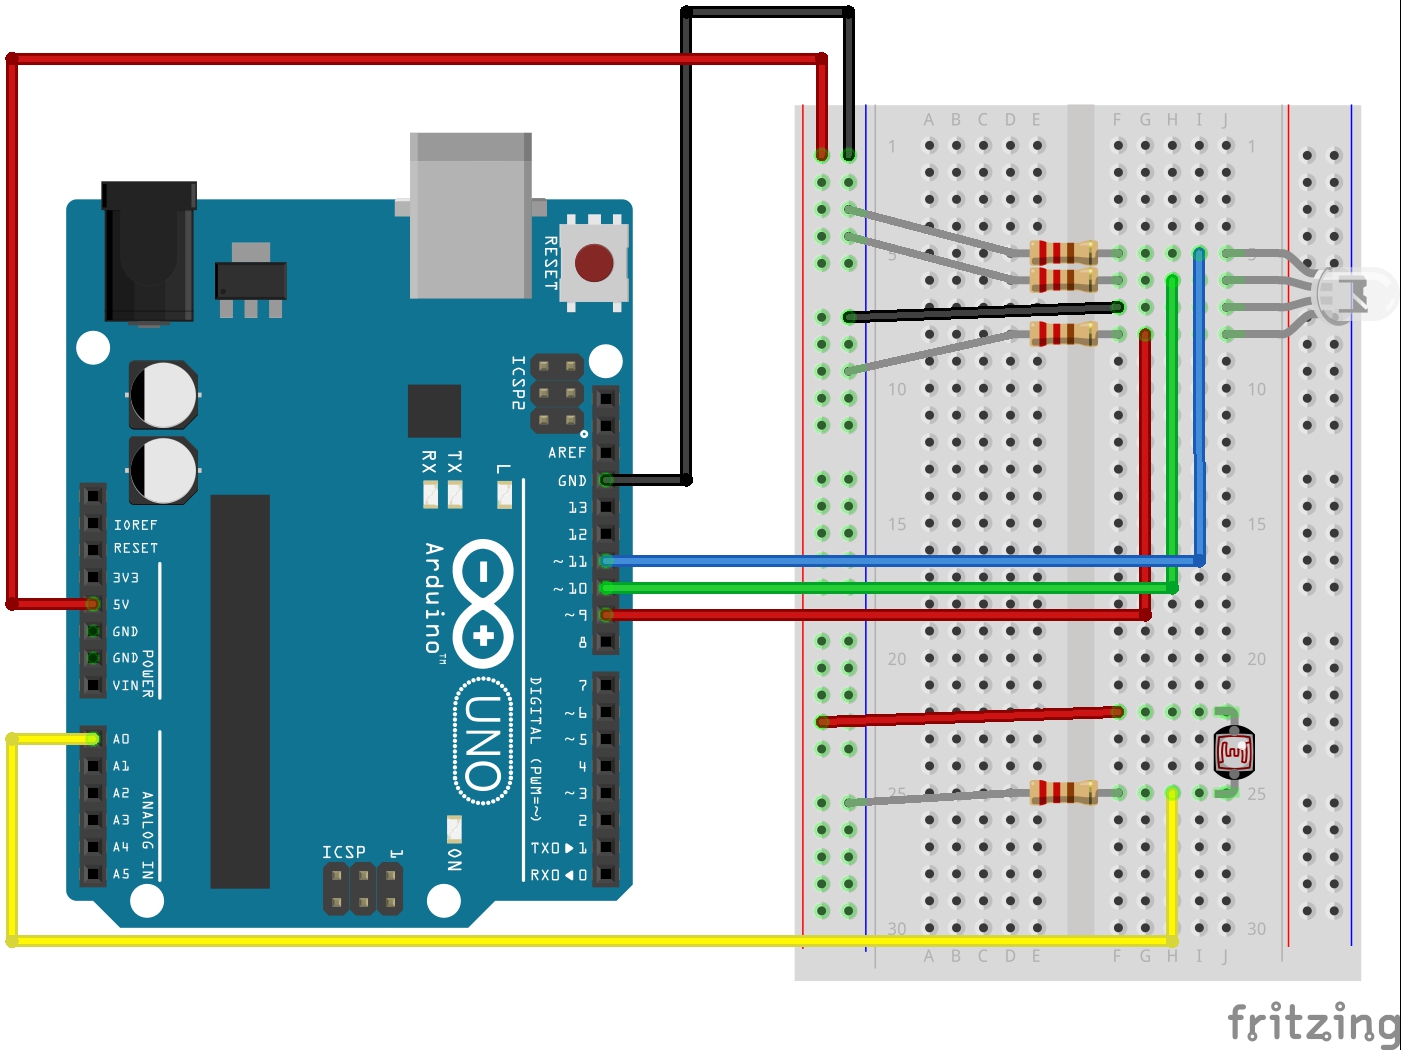 A B C D E F G H I J
1 1
5 5
10 10
15 15
20 20
25 25
30 30
A B C D E F G H I J
RESET
ICSP2
AREF
GND
13
12
~11
~10
~9
8
7
~6
~5
4
~3
2
TX0▶1
RX0◀0
DIGITAL (PWM=~)
RX
TX
L
Arduino™
UNO
ON
ICSP
1
IOREF
RESET
3V3
5V
GND
GND
VIN
POWER
A0
A1
A2
A3
A4
A5
ANALOG IN
fritzing